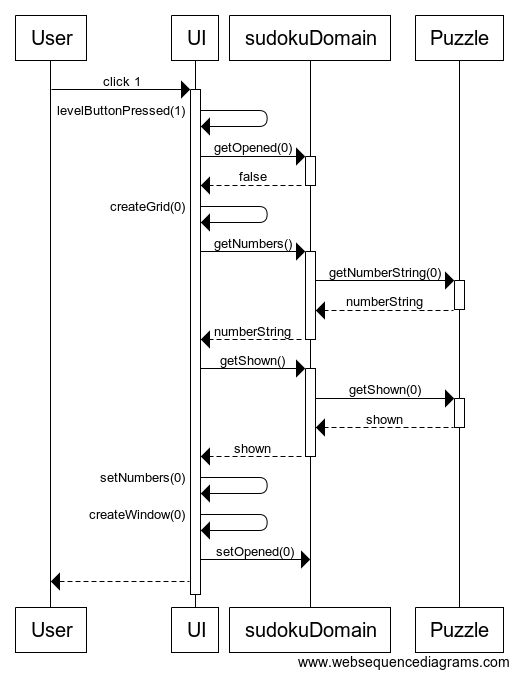 User UI sudokuDomain Puzzle
click 1
levelButtonPressed(1)
getOpened(0)
false
createGrid(0)
getNumbers()
getNumberString(0)
numberString
numberString
getShown()
getShown(0)
shown
shown
setNumbers(0)
createWindow(0)
setOpened(0)
User UI sudokuDomain Puzzle
www.websequencediagrams.com